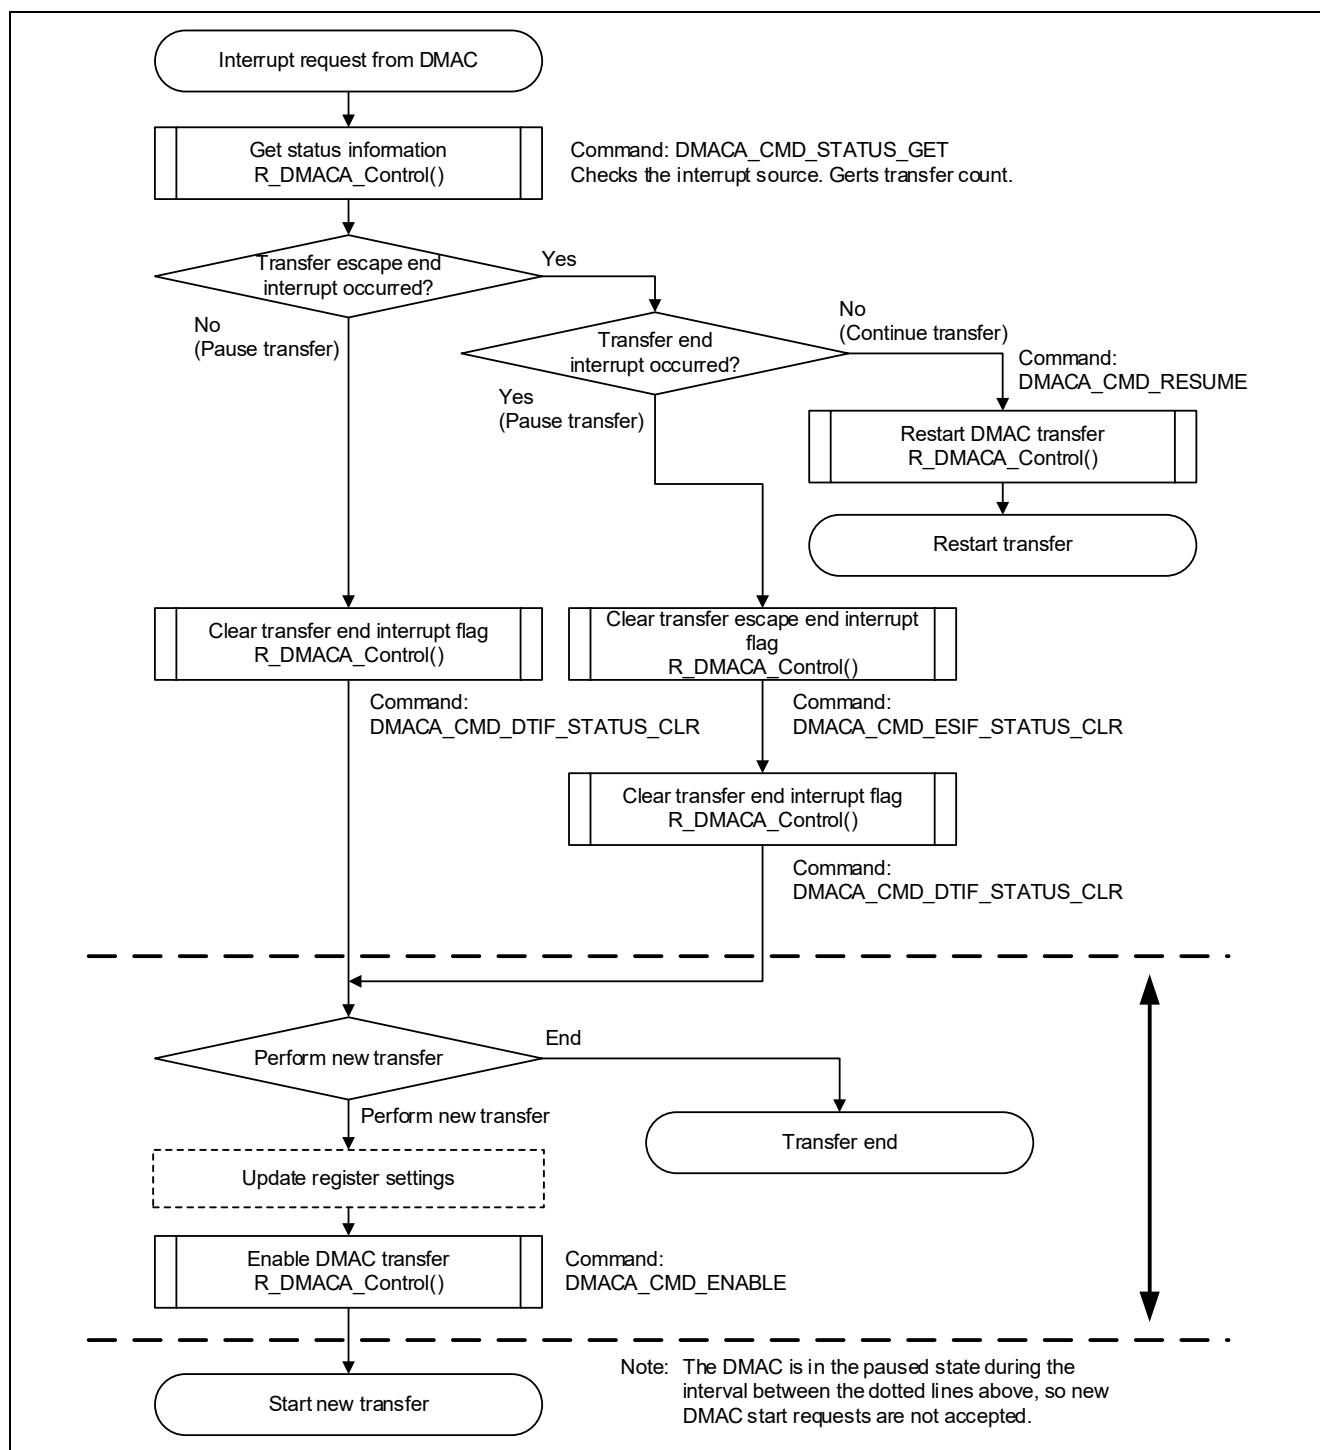 Interrupt request from DMAC
Get status information
R_DMACA_Control()
Command: DMACA_CMD_STATUS_GET
Checks the interrupt source. Gerts transfer count.
Transfer escape end
interrupt occurred?
Yes
No
(Pause transfer)
Transfer end
interrupt occurred?
No
(Continue transfer)
Command:
DMACA_CMD_RESUME
Yes
(Pause transfer)
Restart DMAC transfer
R_DMACA_Control()
Restart transfer
Clear transfer end interrupt flag
R_DMACA_Control()
Command:
DMACA_CMD_DTIF_STATUS_CLR
Clear transfer escape end interrupt
flag
R_DMACA_Control()
Command:
DMACA_CMD_ESIF_STATUS_CLR
Clear transfer end interrupt flag
R_DMACA_Control()
Command:
DMACA_CMD_DTIF_STATUS_CLR
Perform new transfer
End
Perform new transfer
Transfer end
Update register settings
Enable DMAC transfer
R_DMACA_Control()
Command:
DMACA_CMD_ENABLE
Start new transfer
Note: The DMAC is in the paused state during the
interval between the dotted lines above, so new
DMAC start requests are not accepted.